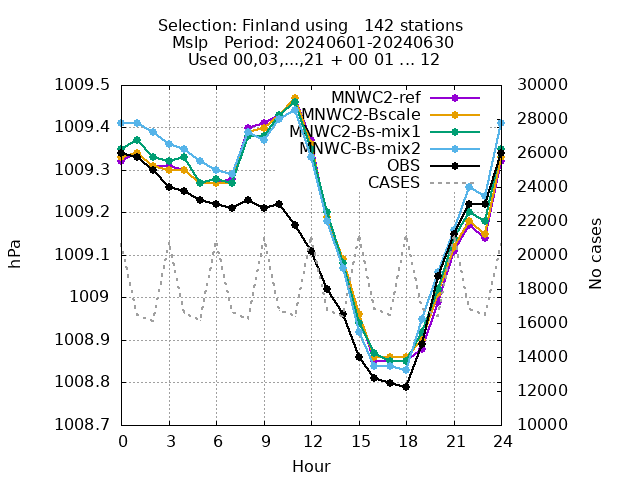 Selection: Finland using   142 stations
Mslp   Period: 20240601-20240630
Used 00,03,...,21 + 00 01 ... 12
1009.5
1009.4
1009.3
1009.2
1009.1
1009
1008.9
1008.8
1008.7
hPa
MNWC2-ref
MNWC2-Bscale
MNWC2-Bs-mix1
MNWC-Bs-mix2
OBS
CASES
30000
28000
26000
24000
22000
20000
18000
16000
14000
12000
10000
No cases
0 3 6 9 12 15 18 21 24
Hour